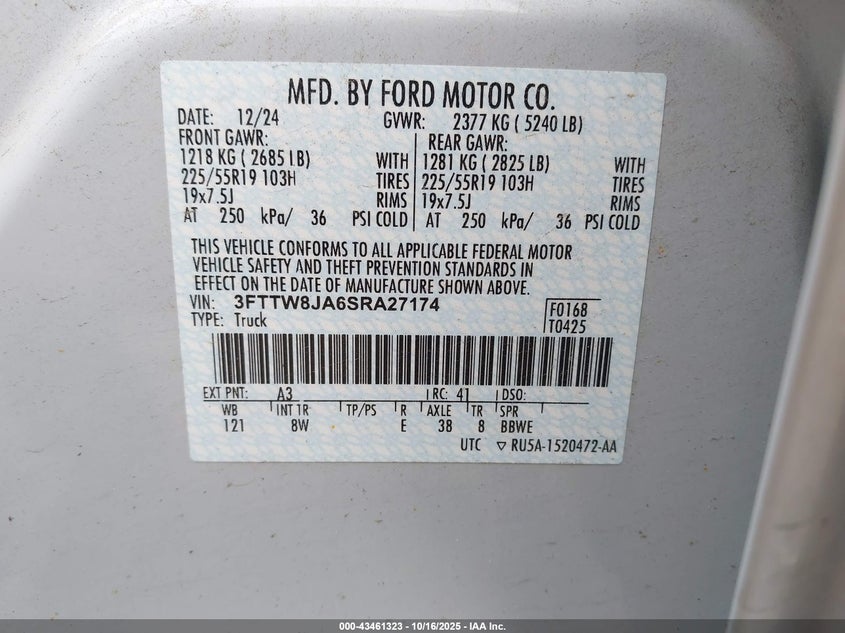 MFD. BY FORD MOTOR CO.
DATE: 12/24 GVWR: 2377 KG ( 5240 LB)
FRONT GAWR: REAR GAWR:
1218 KG ( 2685 LB) WITH 1281 KG ( 2825 LB) WITH
225/55R19 103H TIRES 225/55R19 103H TIRES
19x7.5J RIMS 19x7.5J RIMS
AT 250 kPa/ 36 PSI COLD AT 250 kPa/ 36 PSI COLD
THIS VEHICLE CONFORMS TO ALL APPLICABLE FEDERAL MOTOR
VEHICLE SAFETY AND THEFT PREVENTION STANDARDS IN
EFFECT ON THE DATE OF MANUFACTURE SHOWN ABOVE.
VIN: 3FTTW8JA6SRA27174 F0168
TYPE: Truck T0425
EXT PNT: A3 RC: 41 DSO:
WB INT TR TP/PS R AXLE TR SPR
121 8W E 38 8 BBWE
UTC ▽ RU5A-1520472-AA
000-43461323 - 10/16/2025 - IAA Inc.